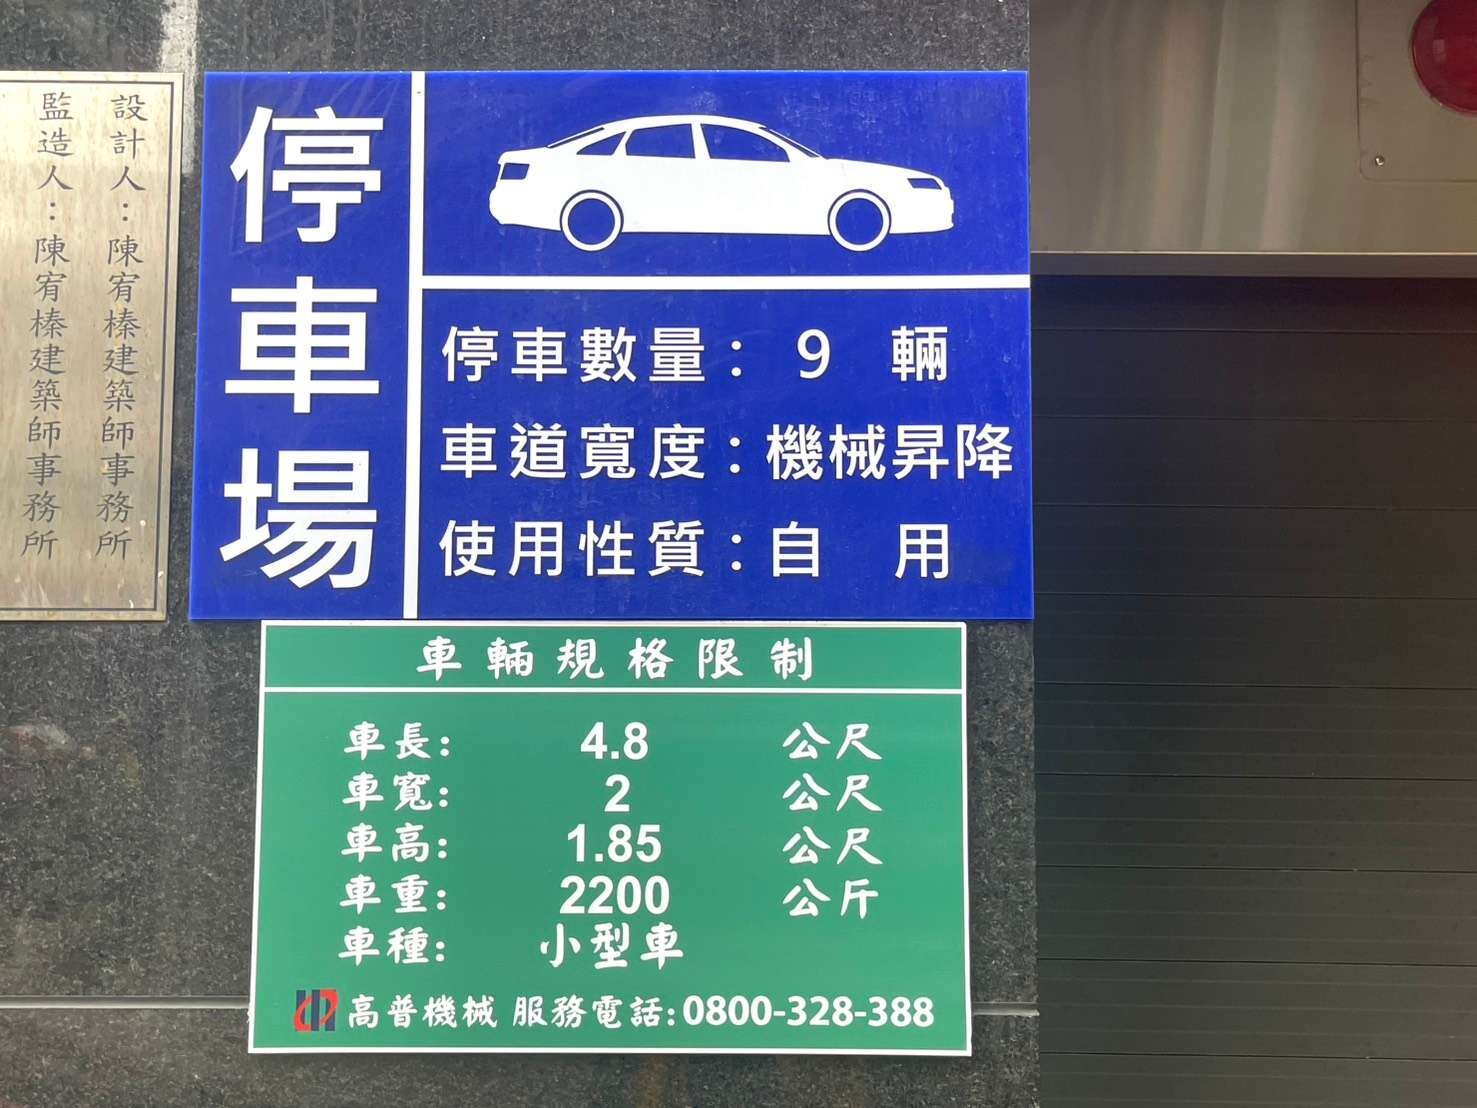 設計人：陳宥榛建築師事務所
監造人：陳宥榛建築師事務所
停車場
停車數量： 9 輛
車道寬度：機械昇降
使用性質：自 用
車輛規格限制
車長: 4.8 公尺
車寬: 2 公尺
車高: 1.85 公尺
車重: 2200 公斤
車種: 小型車
高普機械 服務電話:0800-328-388